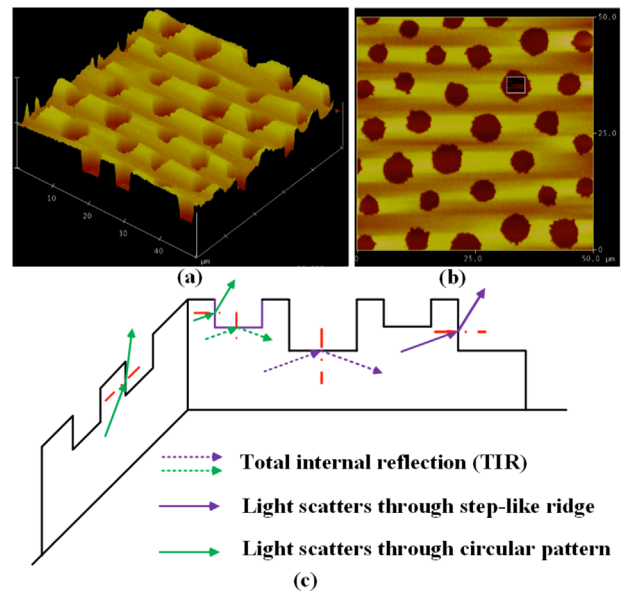 10
20
30
40
μm
(a)
50.0
25.0
0
0
25.0
50.0
μm
(b)
Total internal reflection (TIR)
Light scatters through step-like ridge
Light scatters through circular pattern
(c)